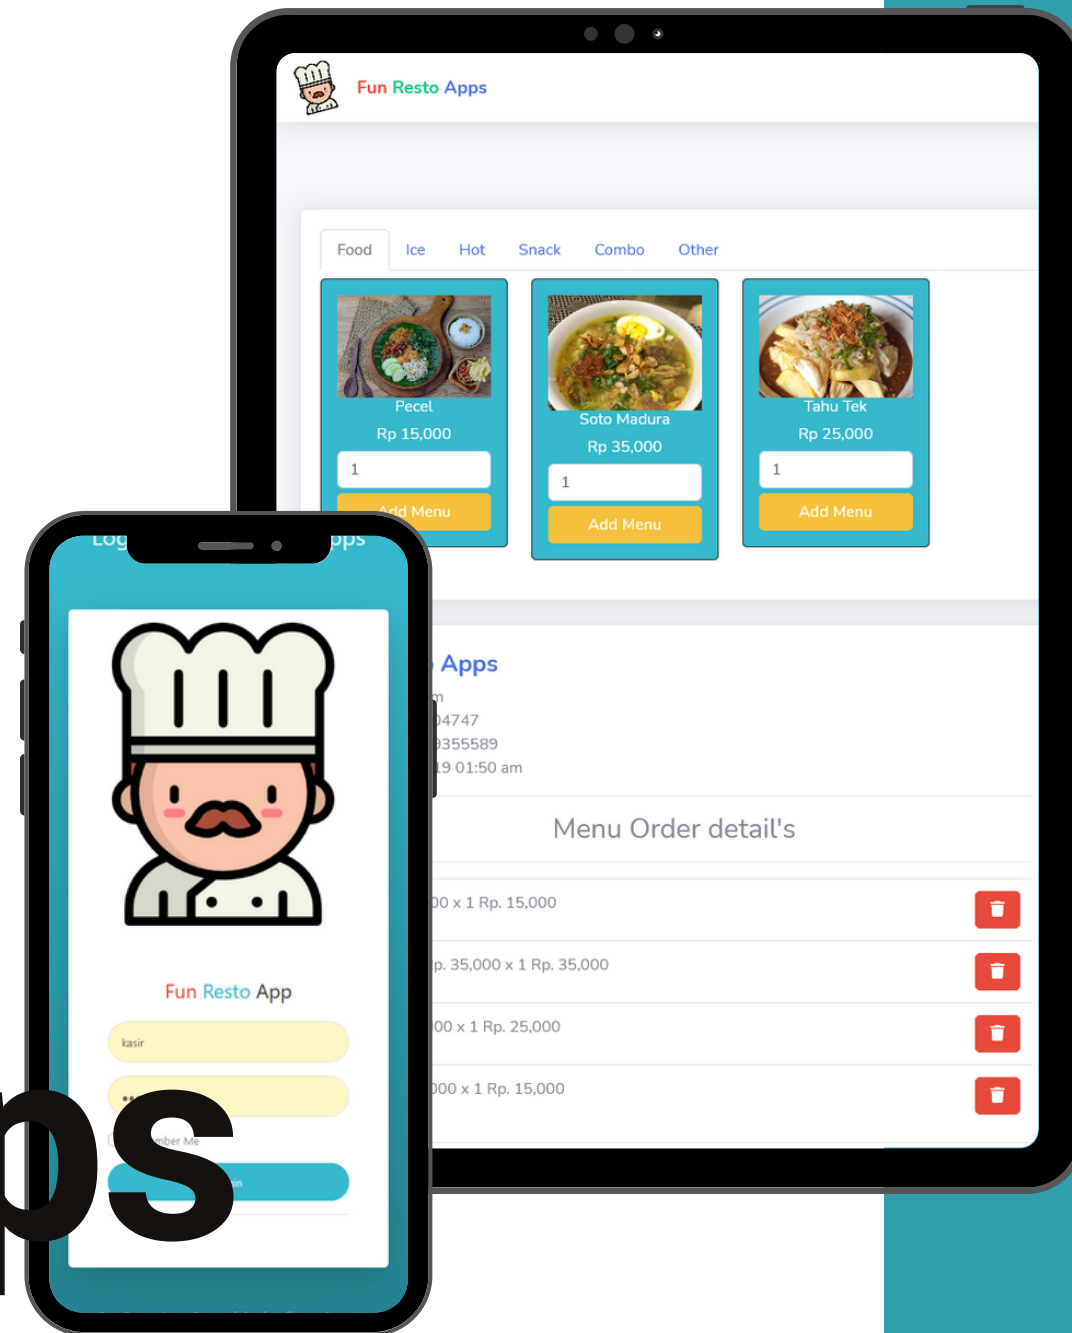 Fun Resto Apps
Food Ice Hot Snack Combo Other
Pecel
Rp 15,000
1
Add Menu
Soto Madura
Rp 35,000
1
Add Menu
Tahu Tek
Rp 25,000
1
Add Menu
Apps
04747
9355589
19 01:50 am
Menu Order detail's
00 x 1 Rp. 15,000
p. 35,000 x 1 Rp. 35,000
00 x 1 Rp. 25,000
000 x 1 Rp. 15,000
Fun Resto App
kasir
Me
ps